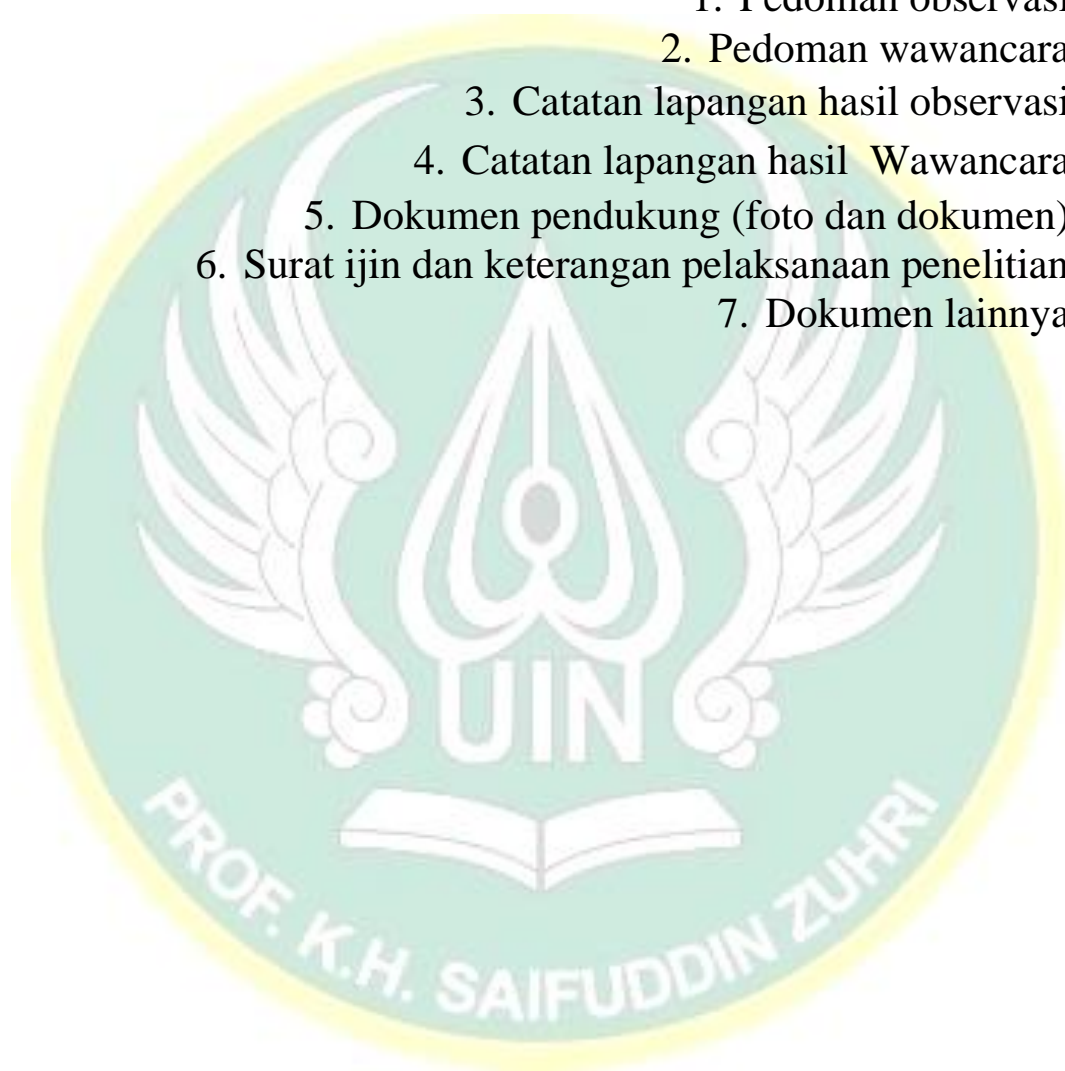 1. Pedoman observasi
2. Pedoman wawancara
3. Catatan lapangan hasil observasi
4. Catatan lapangan hasil Wawancara
5. Dokumen pendukung (foto dan dokumen)
6. Surat ijin dan keterangan pelaksanaan penelitian
7. Dokumen lainnya
UIN
PROF. K.H. SAIFUDDIN ZUHRI